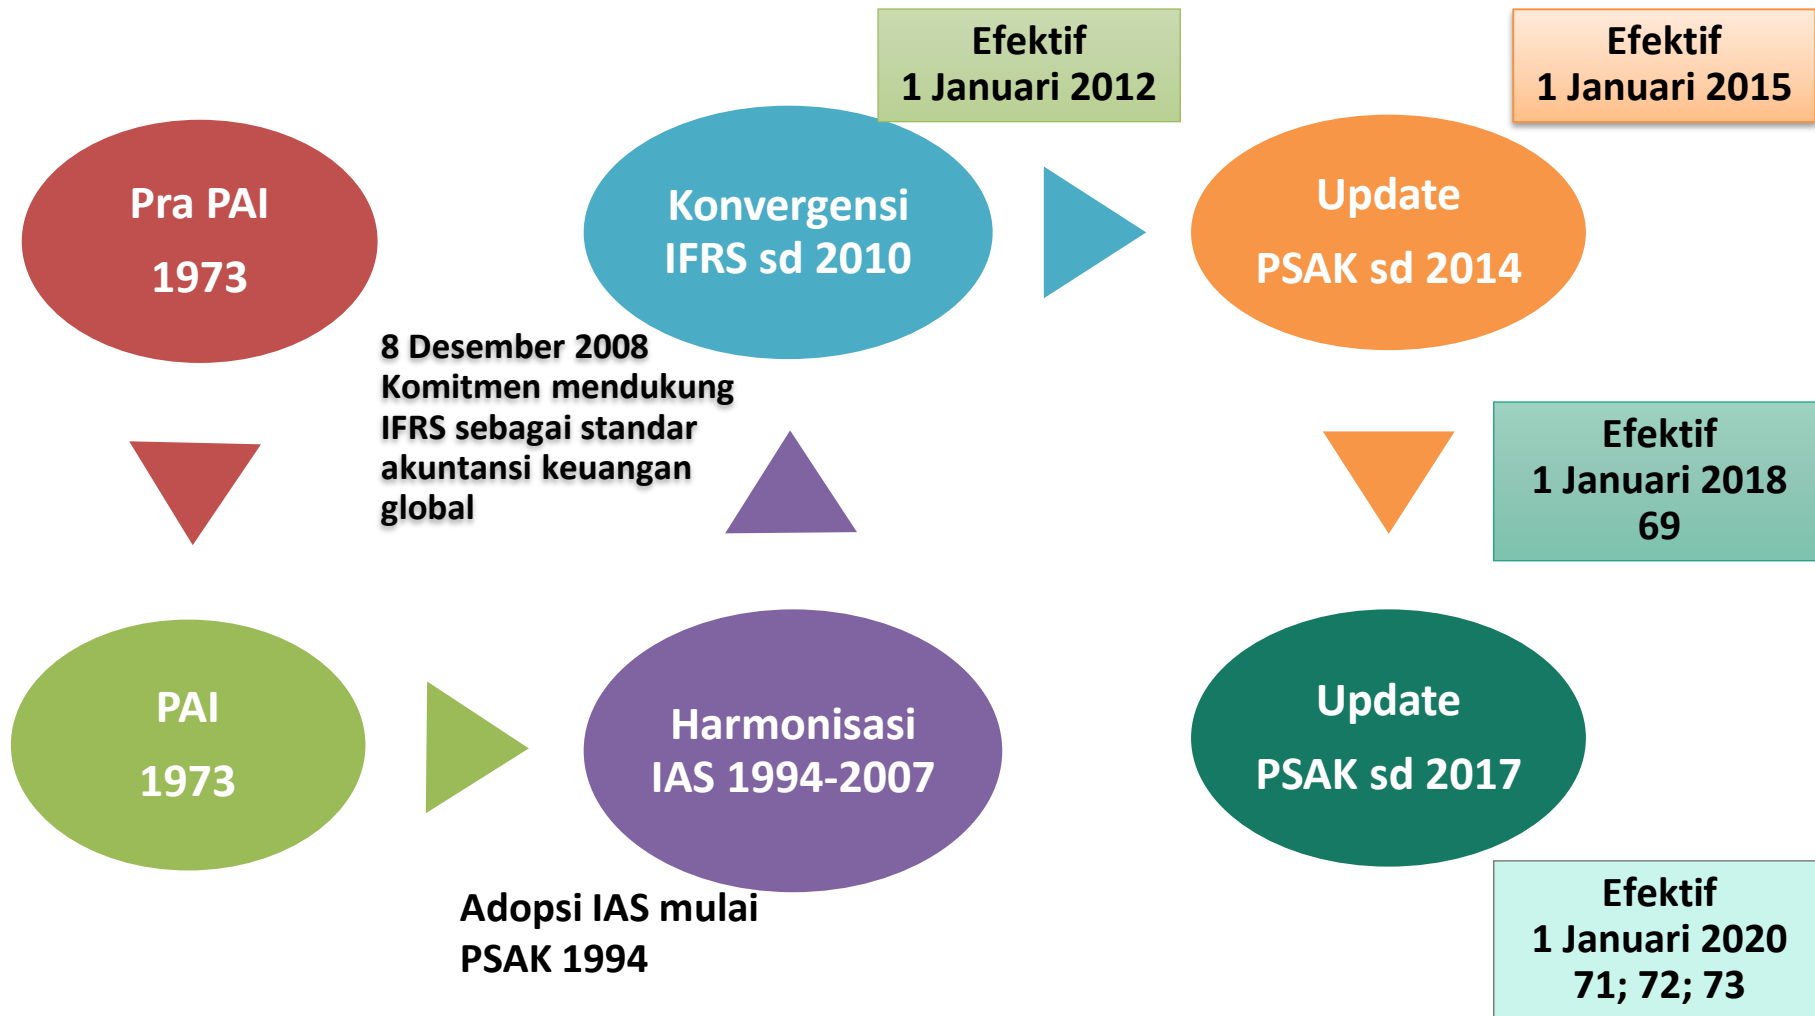 Pra PAI
1973
PAI
1973
Harmonisasi
IAS 1994-2007
Adopsi IAS mulai
PSAK 1994
8 Desember 2008
Komitmen mendukung
IFRS sebagai standar
akuntansi keuangan
global
Konvergensi
IFRS sd 2010
Efektif
1 Januari 2012
Update
PSAK sd 2014
Efektif
1 Januari 2015
Update
PSAK sd 2017
Efektif
1 Januari 2018
69
Efektif
1 Januari 2020
71; 72; 73